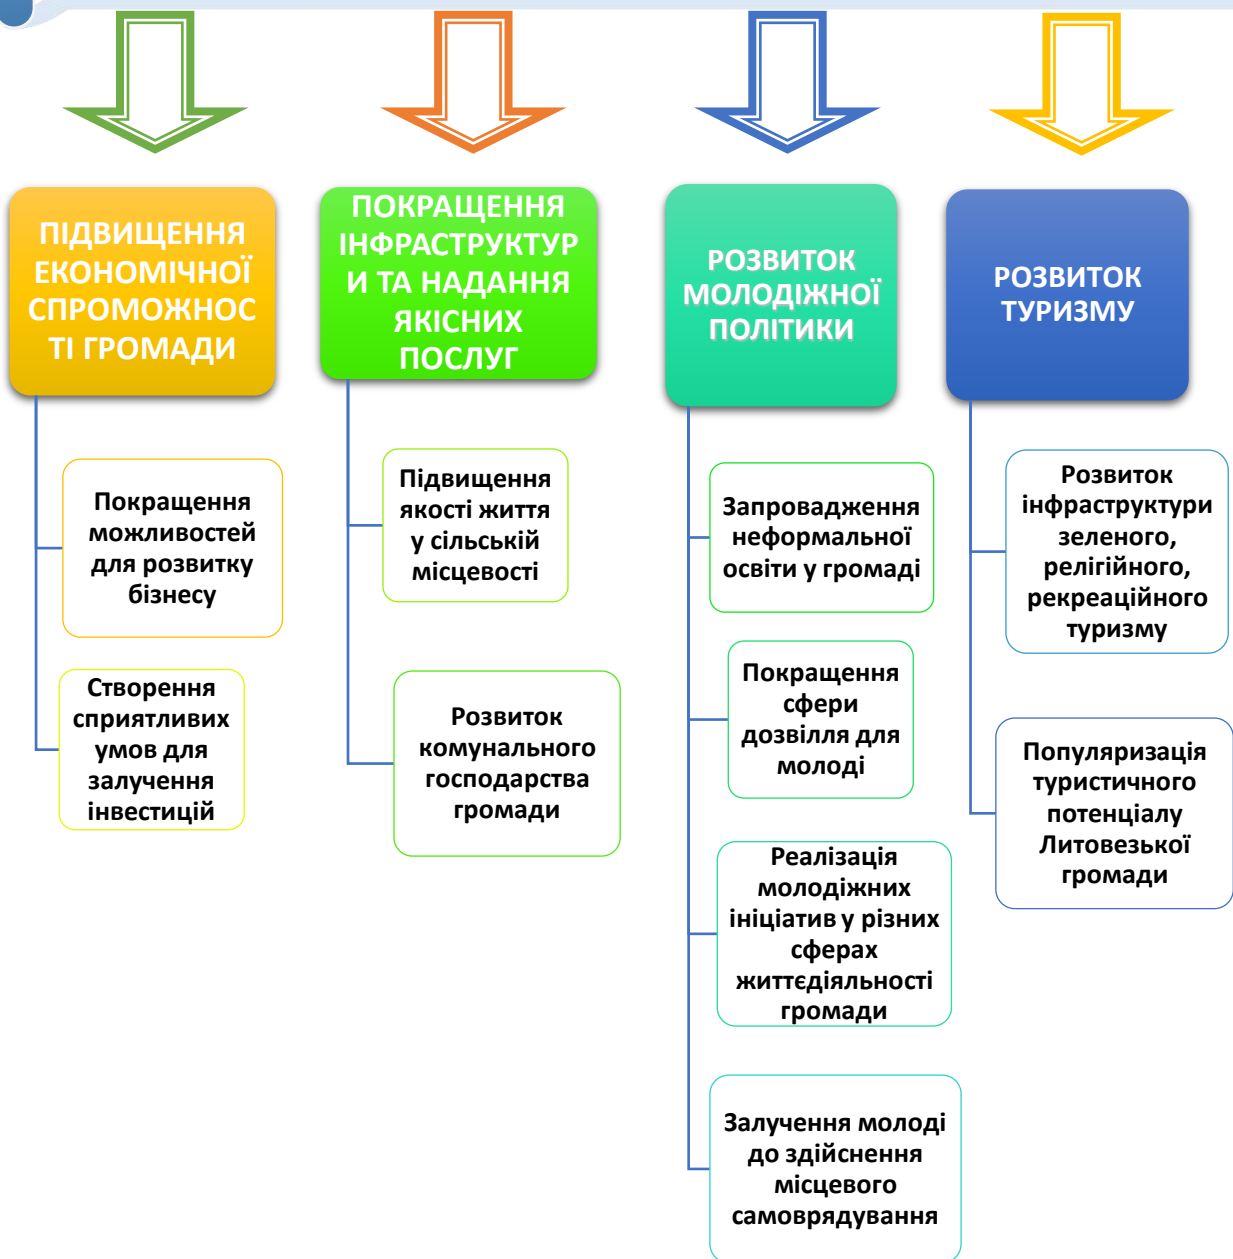 ПІДВИЩЕННЯ
ЕКОНОМІЧНОЇ
СПРОМОЖНОС
ТІ ГРОМАДИ
Покращення
можливостей
для розвитку
бізнесу
Створення
сприятливих
умов для
залучення
інвестицій
ПОКРАЩЕННЯ
ІНФРАСТРУКТУР
И ТА НАДАННЯ
ЯКІСНИХ
ПОСЛУГ
Підвищення
якості життя
у сільській
місцевості
Розвиток
комунального
господарства
громади
РОЗВИТОК
МОЛОДІЖНОЇ
ПОЛІТИКИ
Запровадження
неформальної
освіти у громаді
Покращення
сфери
дозвілля для
молоді
Реалізація
молодіжних
ініціатив у різних
сферах
життєдіяльності
громади
Залучення молоді
до здійснення
місцевого
самоврядування
РОЗВИТОК
ТУРИЗМУ
Розвиток
інфраструктури
зеленого,
релігійного,
рекреаційного
туризму
Популяризація
туристичного
потенціалу
Литовезької
громади